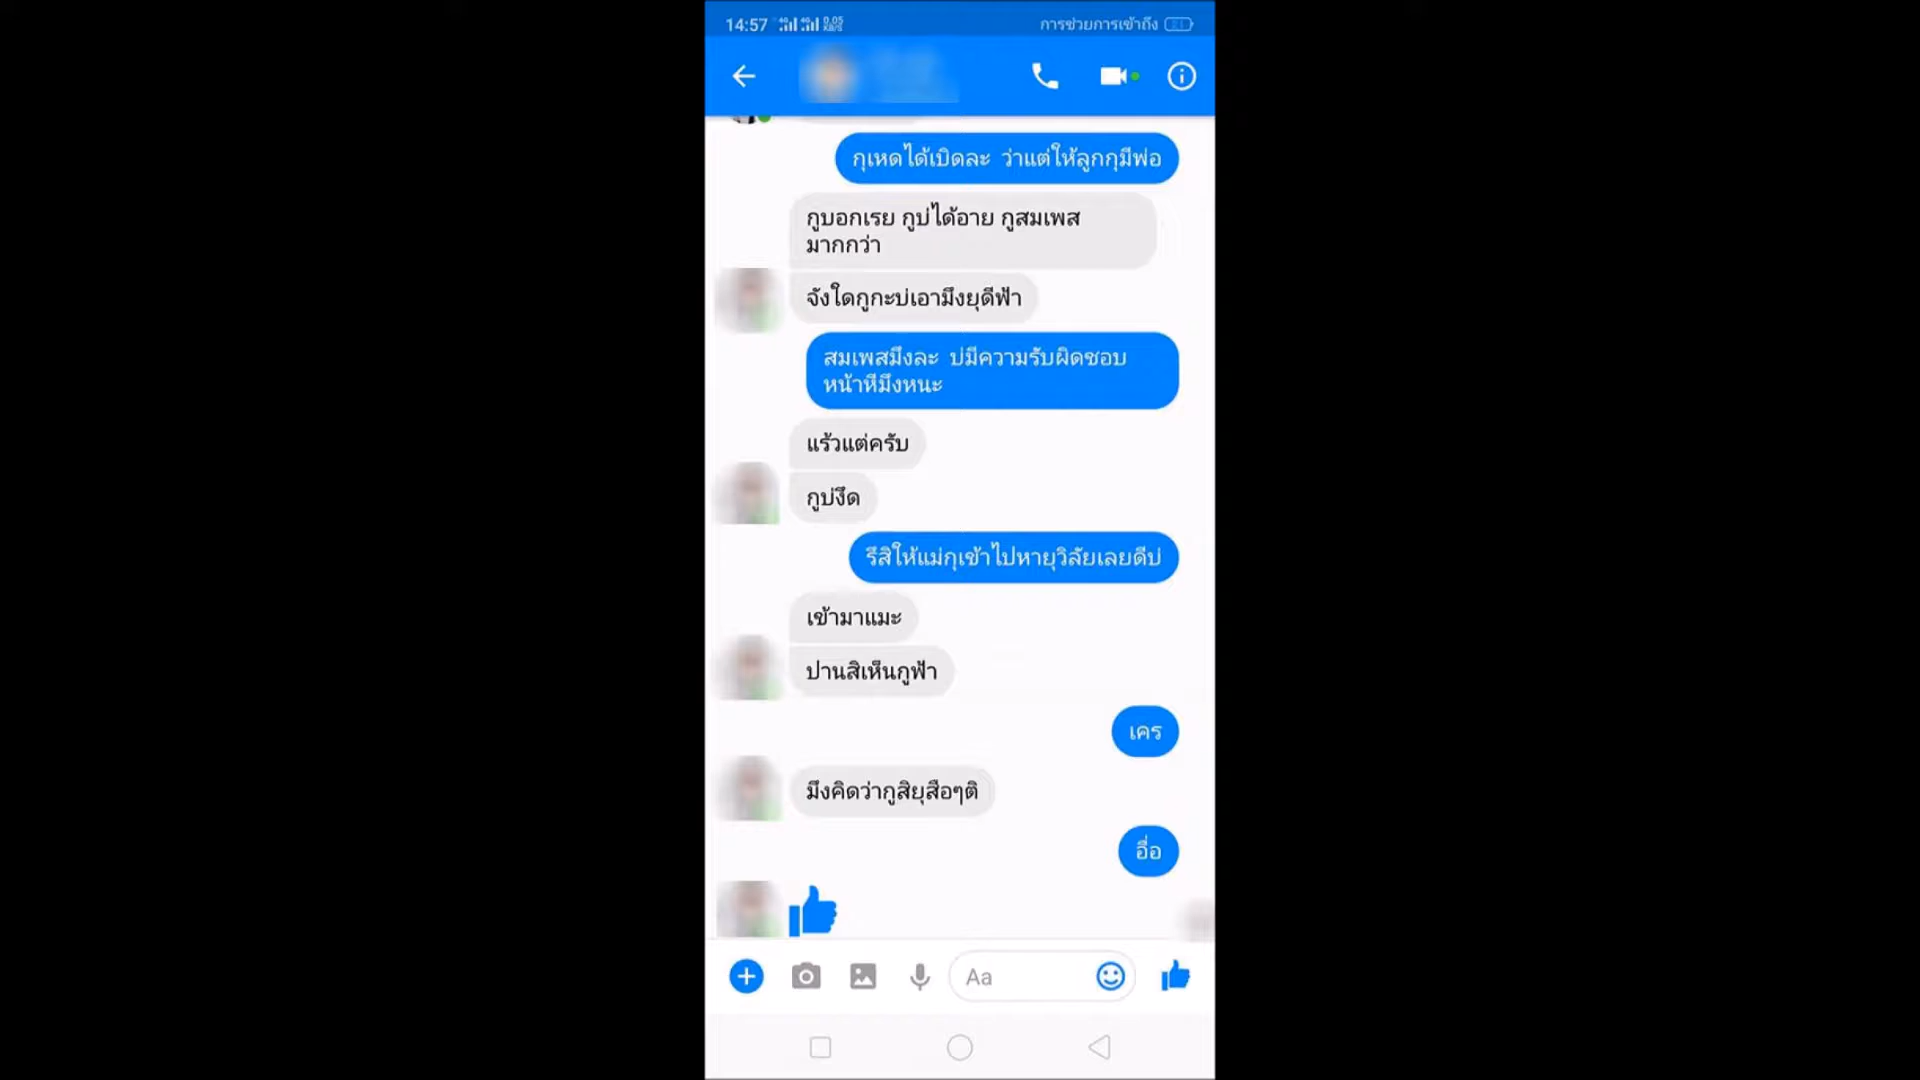 14:57 4G 4G 0.05 KB/s การช่วยการเข้าถึง
กุเหดได้เบิดละ ว่าแต่ให้ลูกกุมีพ่อ
กูบอกเรย กูบ่ได้อาย กูสมเพส
มากกว่า
จังใดกูกะบ่เอามึงยุดีฟ้า
สมเพสมึงละ บ่มีความรับผิดชอบ
หน้าหีมึงหนะ
แร้วแต่ครับ
กูบ่งึด
รึสิให้แม่กุเข้าไปหายุวิลัยเลยดีบ่
เข้ามาแมะ
ปานสิเห็นกูฟ้า
เคร
มึงคิดว่ากูสิยุสือๆติ
อื่อ
Aa